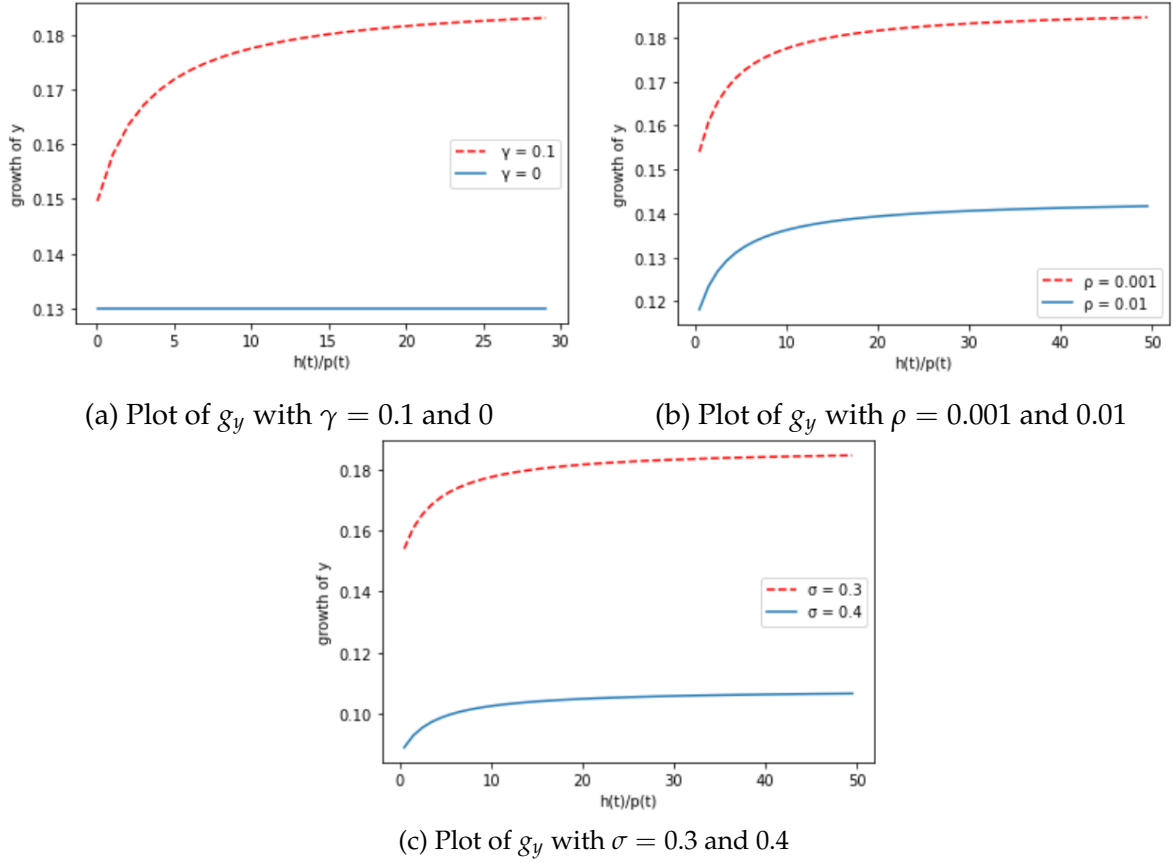 0.18
0.17
0.16
0.15
0.14
0.13
growth of y
γ = 0.1
γ = 0
0 5 10 15 20 25 30
h(t)/p(t)
(a) Plot of g_y with γ = 0.1 and 0
0.18
0.17
0.16
0.15
0.14
0.13
0.12
growth of y
ρ = 0.001
ρ = 0.01
0 10 20 30 40 50
h(t)/p(t)
(b) Plot of g_y with ρ = 0.001 and 0.01
0.18
0.16
0.14
0.12
0.10
growth of y
σ = 0.3
σ = 0.4
0 10 20 30 40 50
h(t)/p(t)
(c) Plot of g_y with σ = 0.3 and 0.4